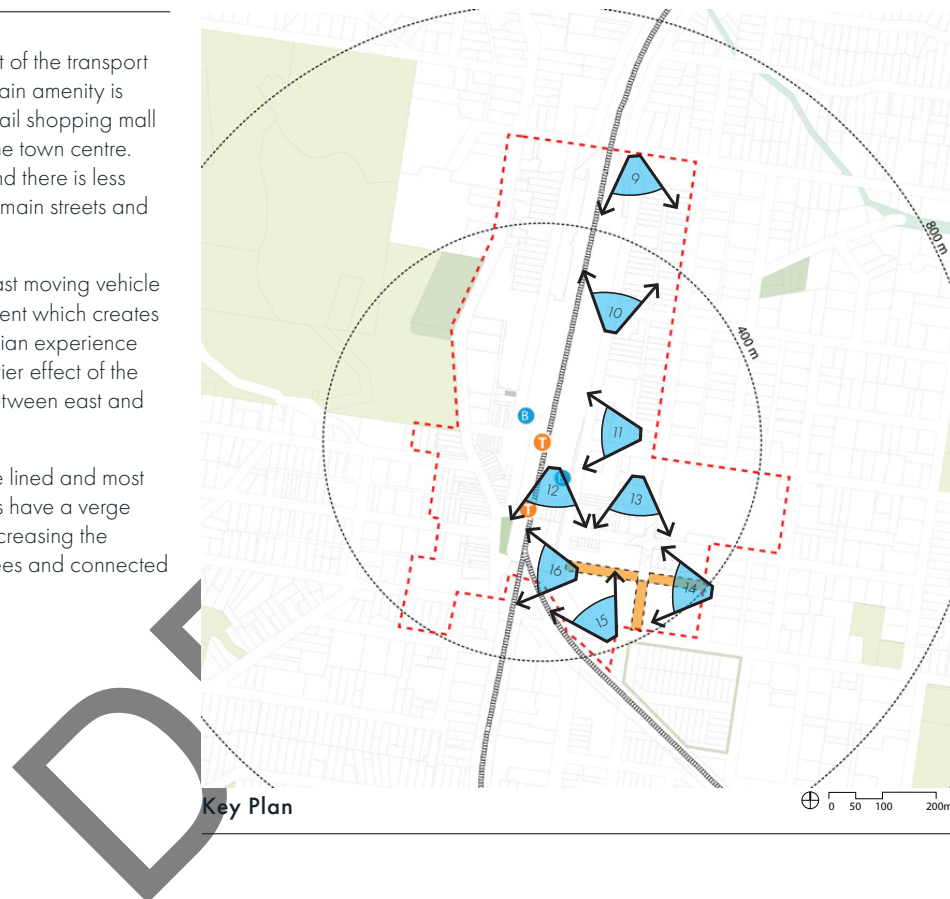 t of the transport
ain amenity is
ail shopping mall
ne town centre.
nd there is less
main streets and
ast moving vehicle
ent which creates
ian experience
ier effect of the
tween east and
e lined and most
s have a verge
creasing the
ees and connected
800 m
400 m
9
10
11
B
T
12
13
T
16
14
15
Key Plan
0 50 100 200m